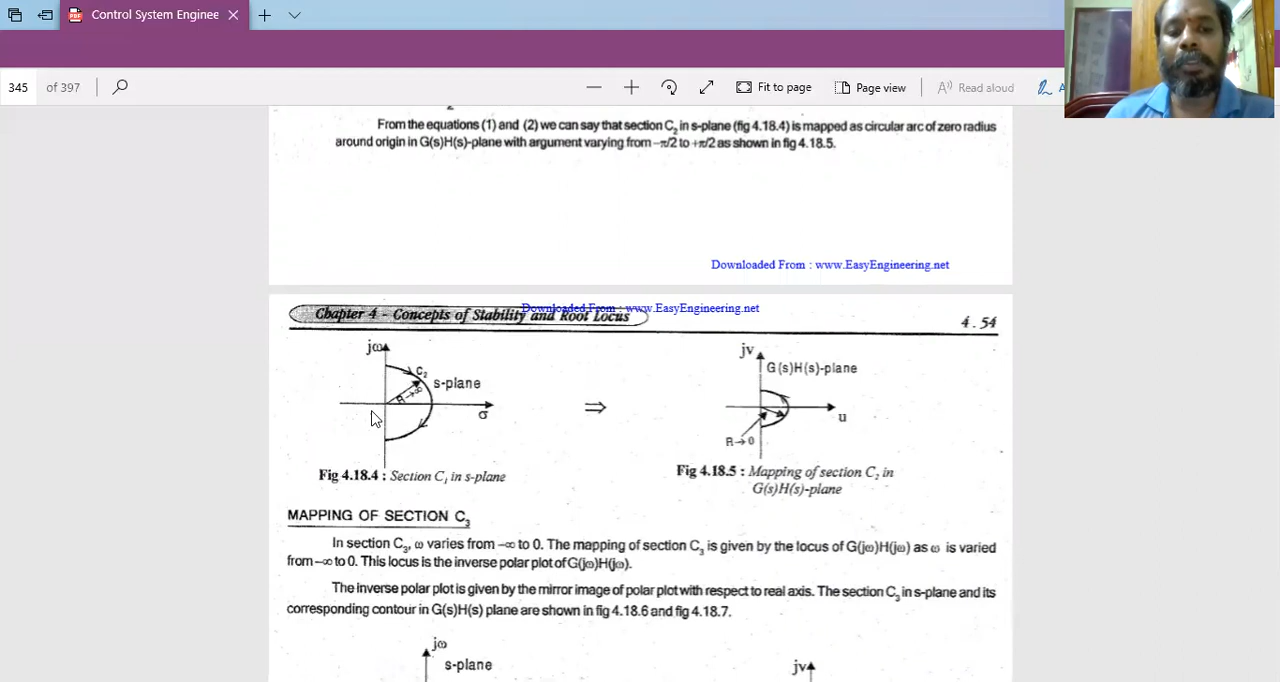 Control System Enginee
345 of 397
Fit to page
Page view
Read aloud
2
From the equations (1) and (2) we can say that section C₂ in s-plane (fig 4.18.4) is mapped as circular arc of zero radius
around origin in G(s)H(s)-plane with argument varying from −π/2 to +π/2 as shown in fig 4.18.5.
Downloaded From : www.EasyEngineering.net
Downloaded From : www.EasyEngineering.net
Chapter 4 - Concepts of Stability and Root Locus
4.54
jω
C₂
s-plane
R→∞
σ
⇒
jv
G(s)H(s)-plane
u
R→0
Fig 4.18.4 : Section C₁ in s-plane
Fig 4.18.5 : Mapping of section C₂ in
G(s)H(s)-plane
MAPPING OF SECTION C₃
In section C₃, ω varies from −∞ to 0. The mapping of section C₃ is given by the locus of G(jω)H(jω) as ω is varied
from −∞ to 0. This locus is the inverse polar plot of G(jω)H(jω).
The inverse polar plot is given by the mirror image of polar plot with respect to real axis. The section C₃ in s-plane and its
corresponding contour in G(s)H(s) plane are shown in fig 4.18.6 and fig 4.18.7.
jω
s-plane
jv